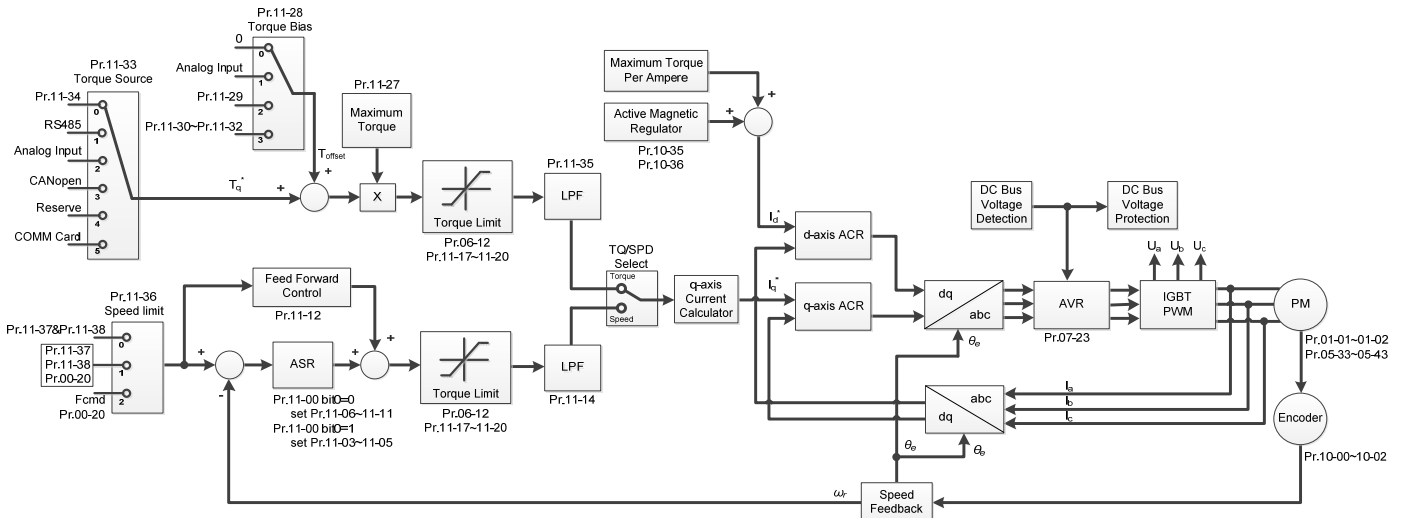 Pr.11-28
Torque Bias
0
Analog Input
Pr.11-29
Pr.11-30~Pr.11-32
0
1
2
3
Pr.11-33
Torque Source
Pr.11-34
RS485
Analog Input
CANopen
Reserve
COMM Card
0
1
2
3
4
5
Tq*
+
Toffset
+
Pr.11-27
Maximum
Torque
X
Torque Limit
Pr.06-12
Pr.11-17~11-20
Pr.11-35
LPF
Maximum Torque
Per Ampere
Active Magnetic
Regulator
Pr.10-35
Pr.10-36
+
+
Id*
d-axis ACR
TQ/SPD
Select
Torque
Speed
q-axis
Current
Calculator
Iq*
q-axis ACR
dq
abc
θe
DC Bus
Voltage
Detection
DC Bus
Voltage
Protection
AVR
Pr.07-23
Ua
Ub
Uc
IGBT
PWM
PM
Pr.01-01~01-02
Pr.05-33~05-43
Pr.11-36
Speed limit
Pr.11-37&Pr.11-38
Pr.11-37
Pr.11-38
Pr.00-20
Fcmd
Pr.00-20
0
1
2
Feed Forward
Control
Pr.11-12
+
-
ASR
+
+
Pr.11-00 bit0=0
set Pr.11-06~11-11
Pr.11-00 bit0=1
set Pr.11-03~11-05
Torque Limit
Pr.06-12
Pr.11-17~11-20
LPF
Pr.11-14
abc
dq
Ia
Ib
Ic
θe
θe
Encoder
Pr.10-00~10-02
ωr
Speed
Feedback